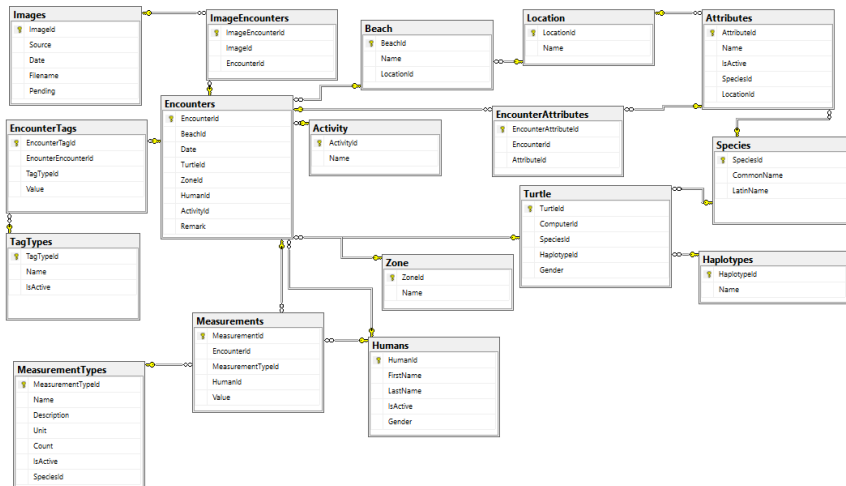 Images
ImageId
Source
Date
Filename
Pending
ImageEncounters
ImageEncounterId
ImageId
EncounterId
Beach
BeachId
Name
LocationId
Location
LocationId
Name
Attributes
AttributeId
Name
IsActive
SpeciesId
LocationId
Encounters
EncounterId
BeachId
Date
TurtleId
ZoneId
HumanId
ActivityId
Remark
EncounterTags
EncounterTagId
EnounterEncounterId
TagTypeId
Value
Activity
ActivityId
Name
EncounterAttributes
EncounterAttributeId
EncounterId
AttributeId
Species
SpeciesId
CommonName
LatinName
Turtle
TurtleId
ComputerId
SpeciesId
HaplotypeId
Gender
TagTypes
TagTypeId
Name
IsActive
Zone
ZoneId
Name
Haplotypes
HaplotypeId
Name
Measurements
MeasurementId
EncounterId
MeasurementTypeId
HumanId
Value
Humans
HumanId
FirstName
LastName
IsActive
Gender
MeasurementTypes
MeasurementTypeId
Name
Description
Unit
Count
IsActive
SpeciesId